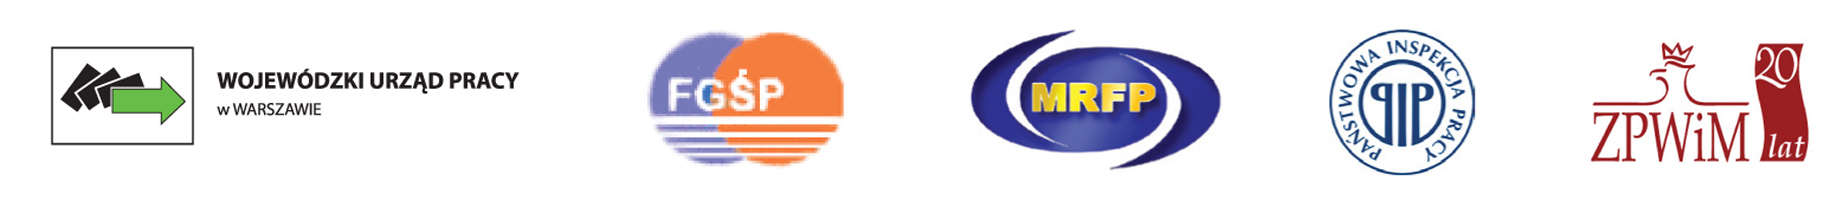 WOJEWÓDZKI URZĄD PRACY
w WARSZAWIE
FGŚP
MRFP
PAŃSTWOWA INSPEKCJA PRACY
PIP
ZPWiM
20
lat